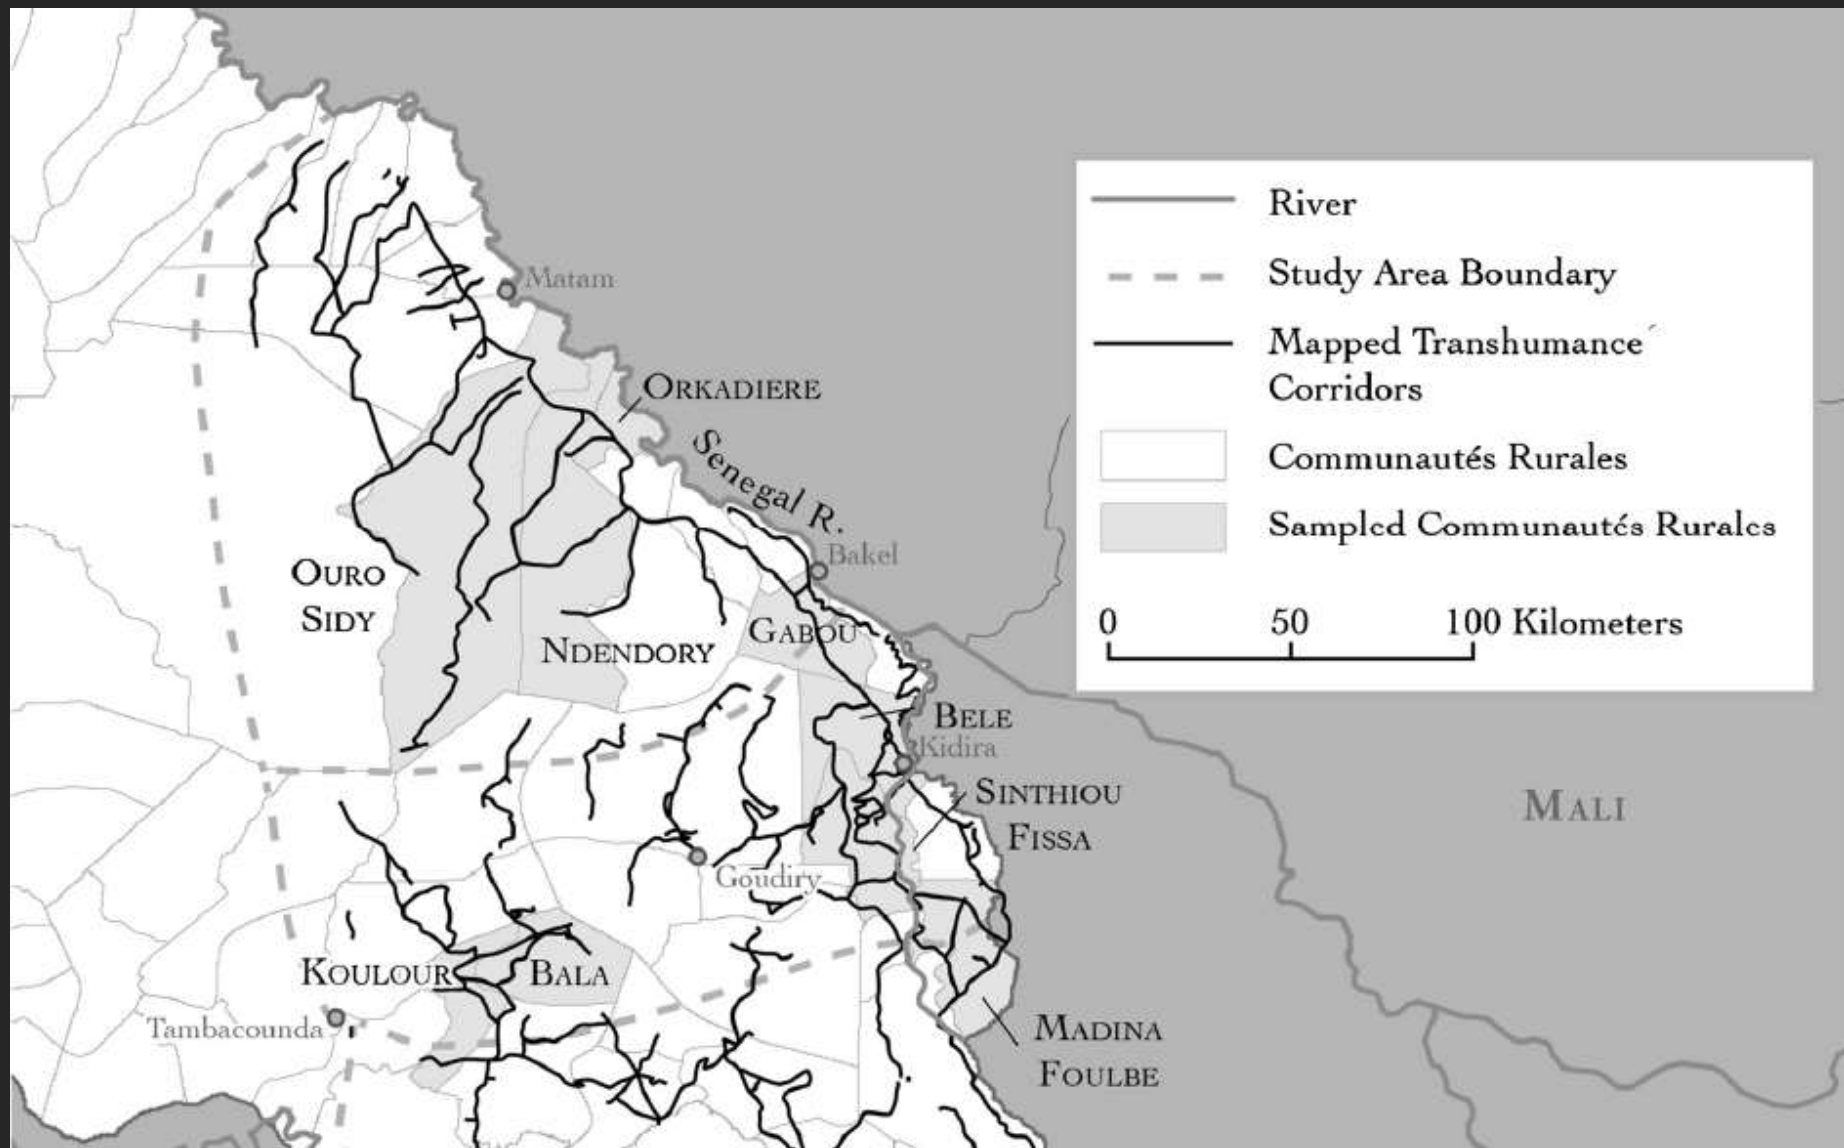 Matam
ORKADIERE
Senegal R.
Bakel
OURO
SIDY
NDENDORY
GABOU
BELE
Kidira
SINTHIOU
FISSA
Goudiry
KOULOUR
BALA
Tambacounda
MADINA
FOULBE
MALI
River
Study Area Boundary
Mapped Transhumance
Corridors
Communautés Rurales
Sampled Communautés Rurales
0 50 100 Kilometers